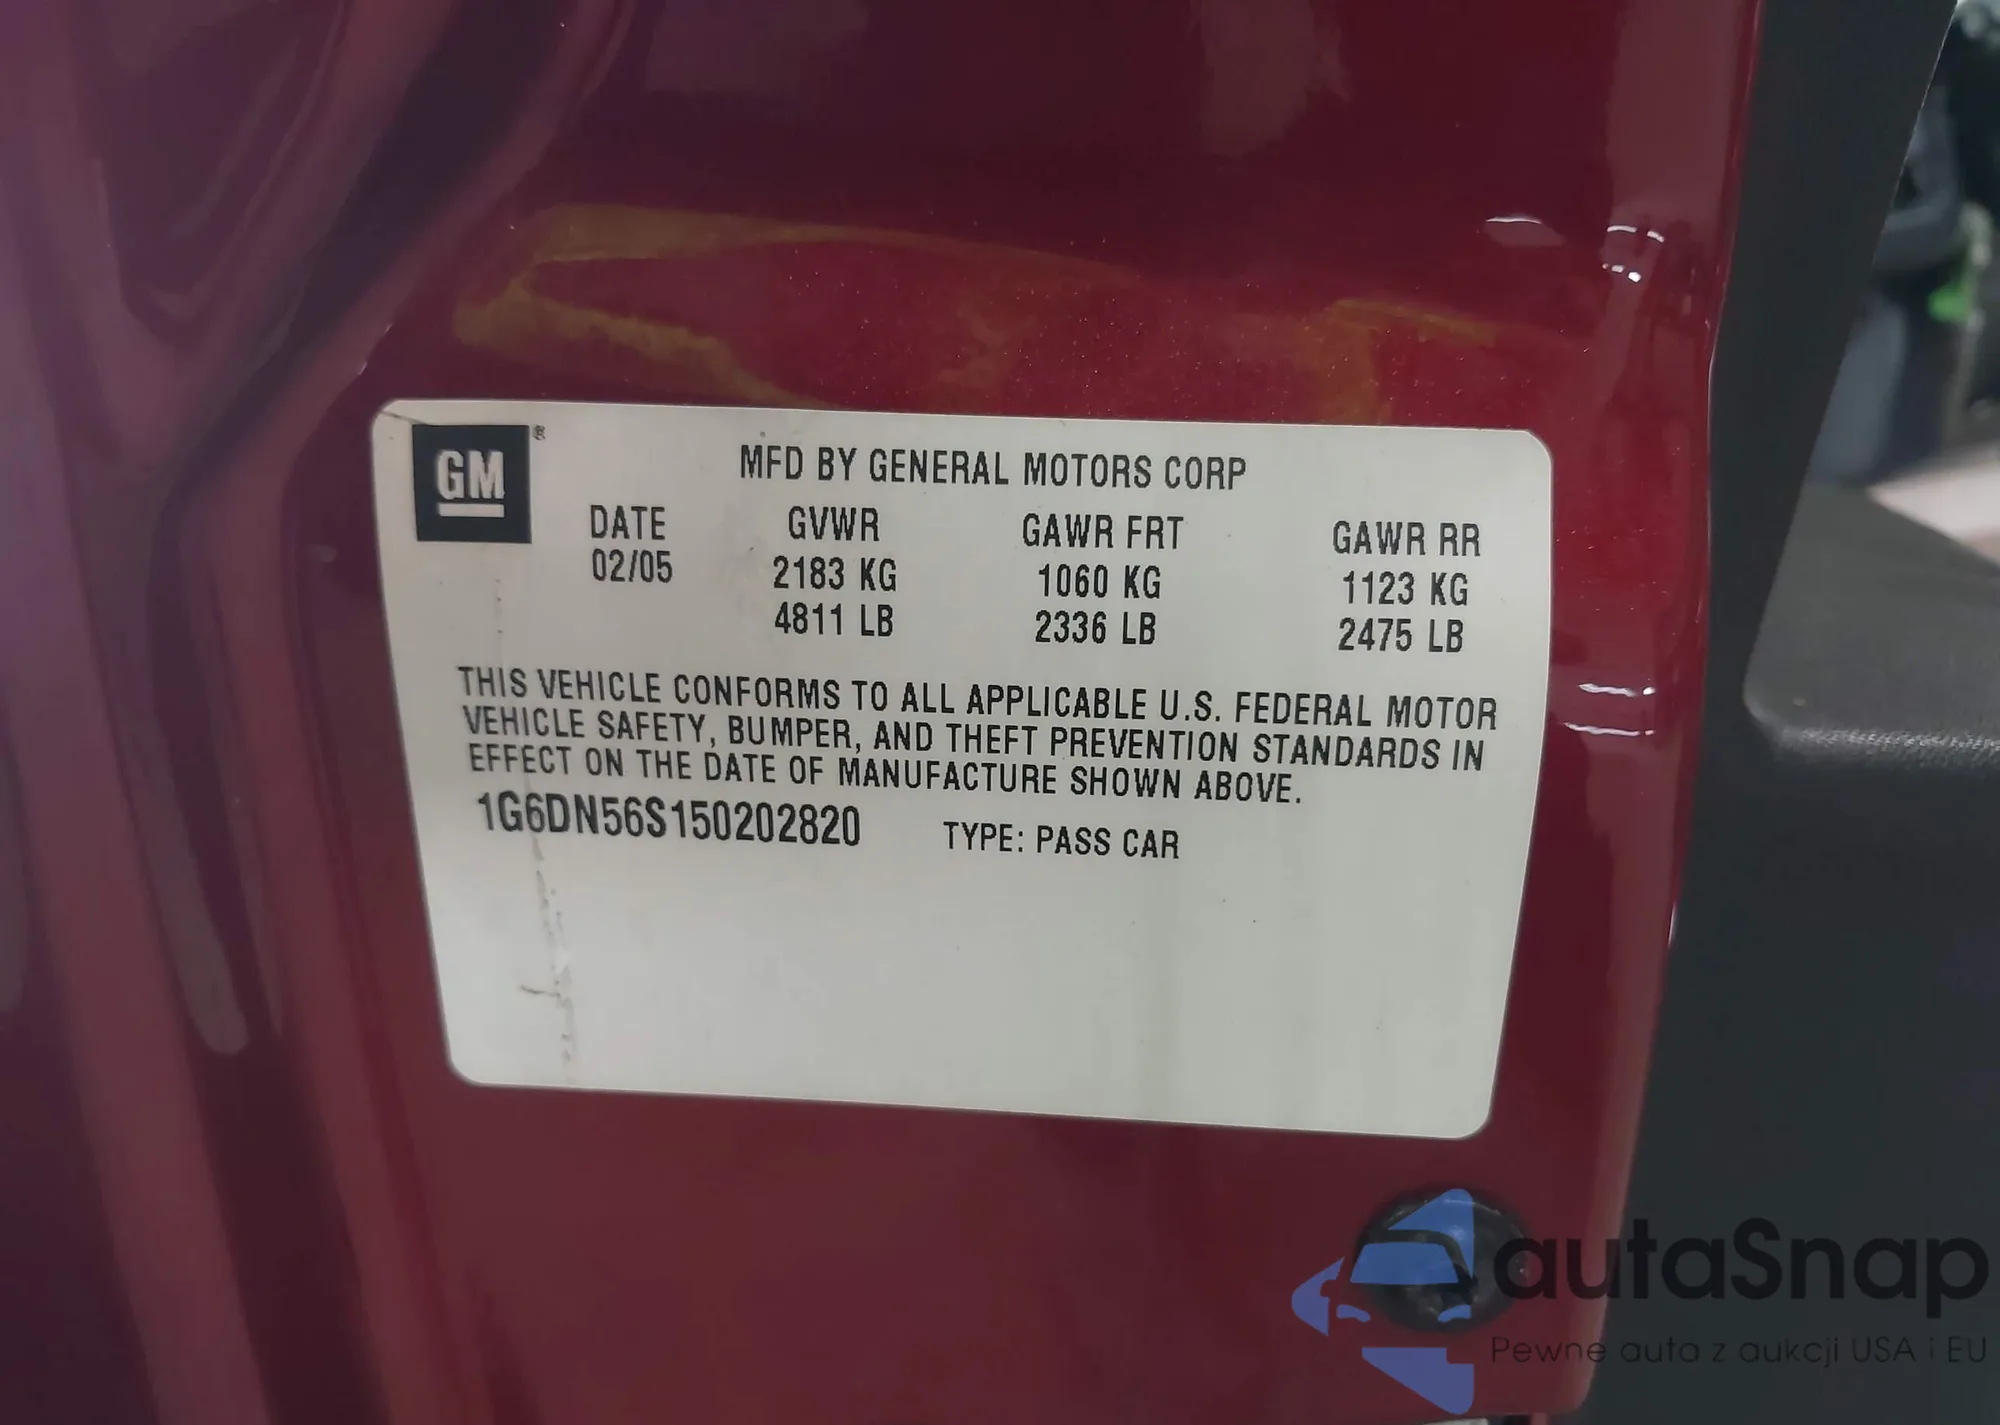 GM®
MFD BY GENERAL MOTORS CORP
DATE GVWR GAWR FRT GAWR RR
02/05 2183 KG 1060 KG 1123 KG
4811 LB 2336 LB 2475 LB
THIS VEHICLE CONFORMS TO ALL APPLICABLE U.S. FEDERAL MOTOR
VEHICLE SAFETY, BUMPER, AND THEFT PREVENTION STANDARDS IN
EFFECT ON THE DATE OF MANUFACTURE SHOWN ABOVE.
1G6DN56S150202820 TYPE: PASS CAR
autaSnap
Pewne auta z aukcji USA i EU